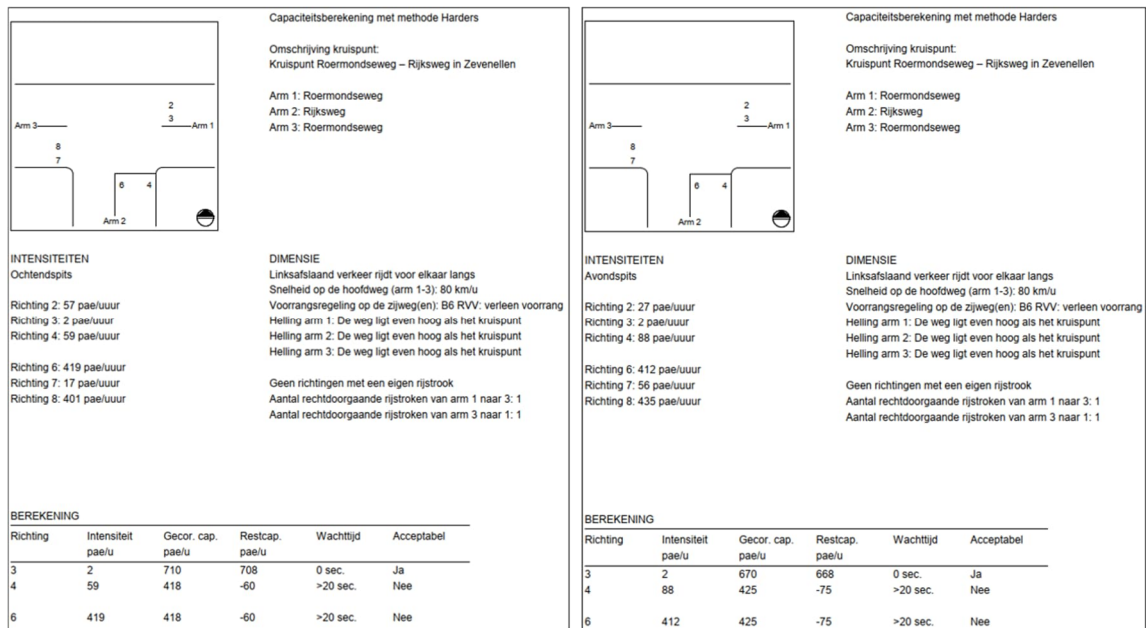 Capaciteitsberekening met methode Harders
Omschrijving kruispunt:
Kruispunt Roermondseweg – Rijksweg in Zevenellen
Arm 1: Roermondseweg
Arm 2: Rijksweg
Arm 3: Roermondseweg
2
3
Arm 3
Arm 1
8
7
6 4
Arm 2
INTENSITEITEN
Ochtendspits
Richting 2: 57 pae/uuur
Richting 3: 2 pae/uuur
Richting 4: 59 pae/uuur
Richting 6: 419 pae/uuur
Richting 7: 17 pae/uuur
Richting 8: 401 pae/uuur
DIMENSIE
Linksafslaand verkeer rijdt voor elkaar langs
Snelheid op de hoofdweg (arm 1-3): 80 km/u
Voorrangsregeling op de zijweg(en): B6 RVV: verleen voorrang
Helling arm 1: De weg ligt even hoog als het kruispunt
Helling arm 2: De weg ligt even hoog als het kruispunt
Helling arm 3: De weg ligt even hoog als het kruispunt
Geen richtingen met een eigen rijstrook
Aantal rechtdoorgaande rijstroken van arm 1 naar 3: 1
Aantal rechtdoorgaande rijstroken van arm 3 naar 1: 1
BEREKENING
Richting Intensiteit Gecor. cap. Restcap. Wachttijd Acceptabel
pae/u pae/u pae/u
3 2 710 708 0 sec. Ja
4 59 418 -60 >20 sec. Nee
6 419 418 -60 >20 sec. Nee
Capaciteitsberekening met methode Harders
Omschrijving kruispunt:
Kruispunt Roermondseweg – Rijksweg in Zevenellen
Arm 1: Roermondseweg
Arm 2: Rijksweg
Arm 3: Roermondseweg
2
3
Arm 3
Arm 1
8
7
6 4
Arm 2
INTENSITEITEN
Avondspits
Richting 2: 27 pae/uuur
Richting 3: 2 pae/uuur
Richting 4: 88 pae/uuur
Richting 6: 412 pae/uuur
Richting 7: 56 pae/uuur
Richting 8: 435 pae/uuur
DIMENSIE
Linksafslaand verkeer rijdt voor elkaar langs
Snelheid op de hoofdweg (arm 1-3): 80 km/u
Voorrangsregeling op de zijweg(en): B6 RVV: verleen voorrang
Helling arm 1: De weg ligt even hoog als het kruispunt
Helling arm 2: De weg ligt even hoog als het kruispunt
Helling arm 3: De weg ligt even hoog als het kruispunt
Geen richtingen met een eigen rijstrook
Aantal rechtdoorgaande rijstroken van arm 1 naar 3: 1
Aantal rechtdoorgaande rijstroken van arm 3 naar 1: 1
BEREKENING
Richting Intensiteit Gecor. cap. Restcap. Wachttijd Acceptabel
pae/u pae/u pae/u
3 2 670 668 0 sec. Ja
4 88 425 -75 >20 sec. Nee
6 412 425 -75 >20 sec. Nee